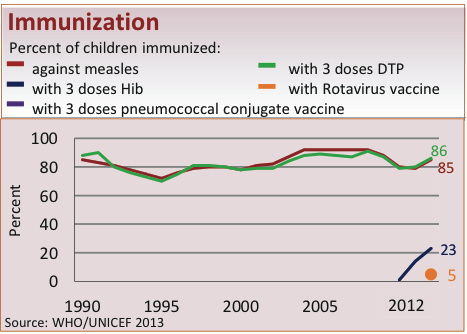 Immunization
Percent of children immunized:
against measles
with 3 doses DTP
with 3 doses Hib
with Rotavirus vaccine
with 3 doses pneumococcal conjugate vaccine
100
80
60
40
20
0
Percent
86
85
23
5
1990 1995 2000 2005 2012
Source: WHO/UNICEF 2013